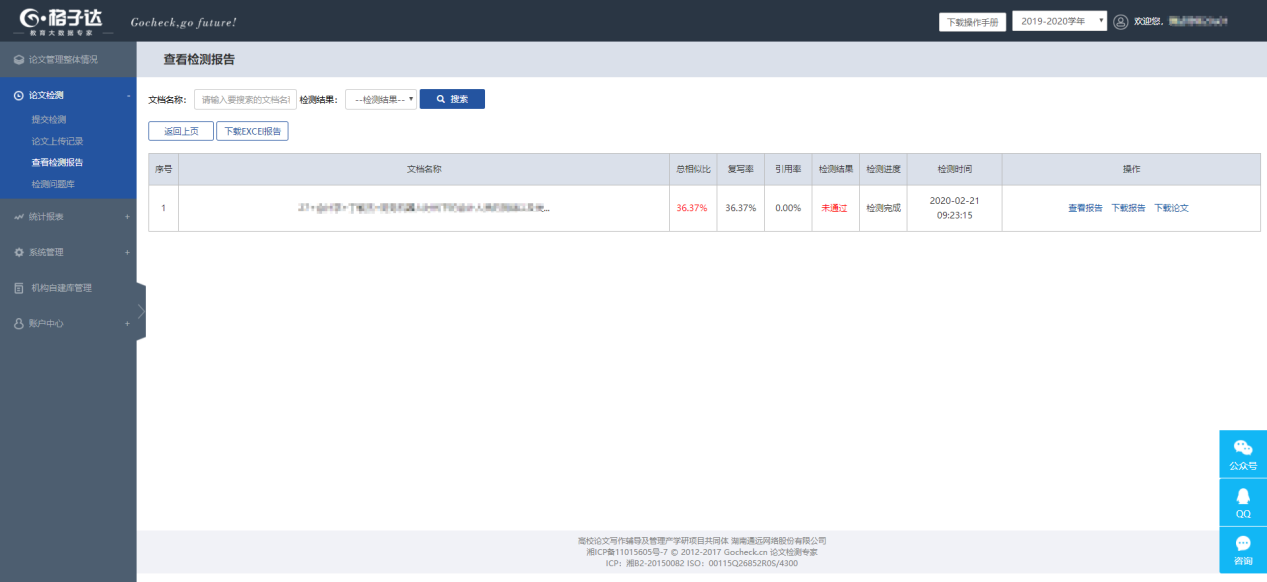 格子达
教育大数据专家
Gocheck,go future!
下载操作手册
2019-2020学年
欢迎您,
论文管理整体情况
论文检测 -
提交检测
论文上传记录
查看检测报告
检测问题库
统计报表 +
系统管理 +
机构自建库管理
账户中心 +
查看检测报告
文档名称: 请输入要搜索的文档名称 检测结果: --检测结果-- 搜索
返回上页 下载EXCEl报告
序号 文档名称 总相似比 复写率 引用率 检测结果 检测进度 检测时间 操作
1 36.37% 36.37% 0.00% 未通过 检测完成 2020-02-21 查看报告 下载报告 下载论文
09:23:15
公众号
QQ
咨询
高校论文写作辅导及管理产学研项目共同体 湖南通远网络股份有限公司
湘ICP备11015605号-7 © 2012-2017 Gocheck.cn 论文检测专家
ICP: 湘B2-20150082 ISO: 00115Q26852R0S/4300